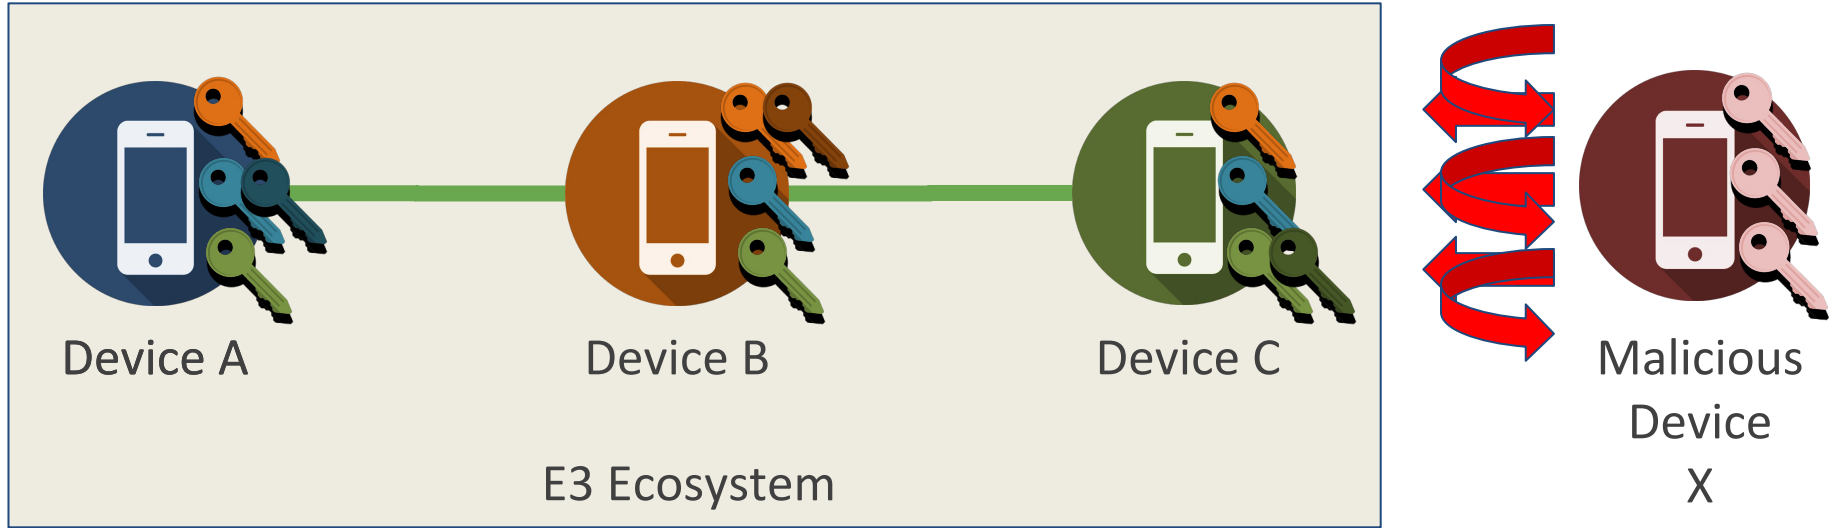 Device A
Device B
Device C
Malicious
Device
X
E3 Ecosystem